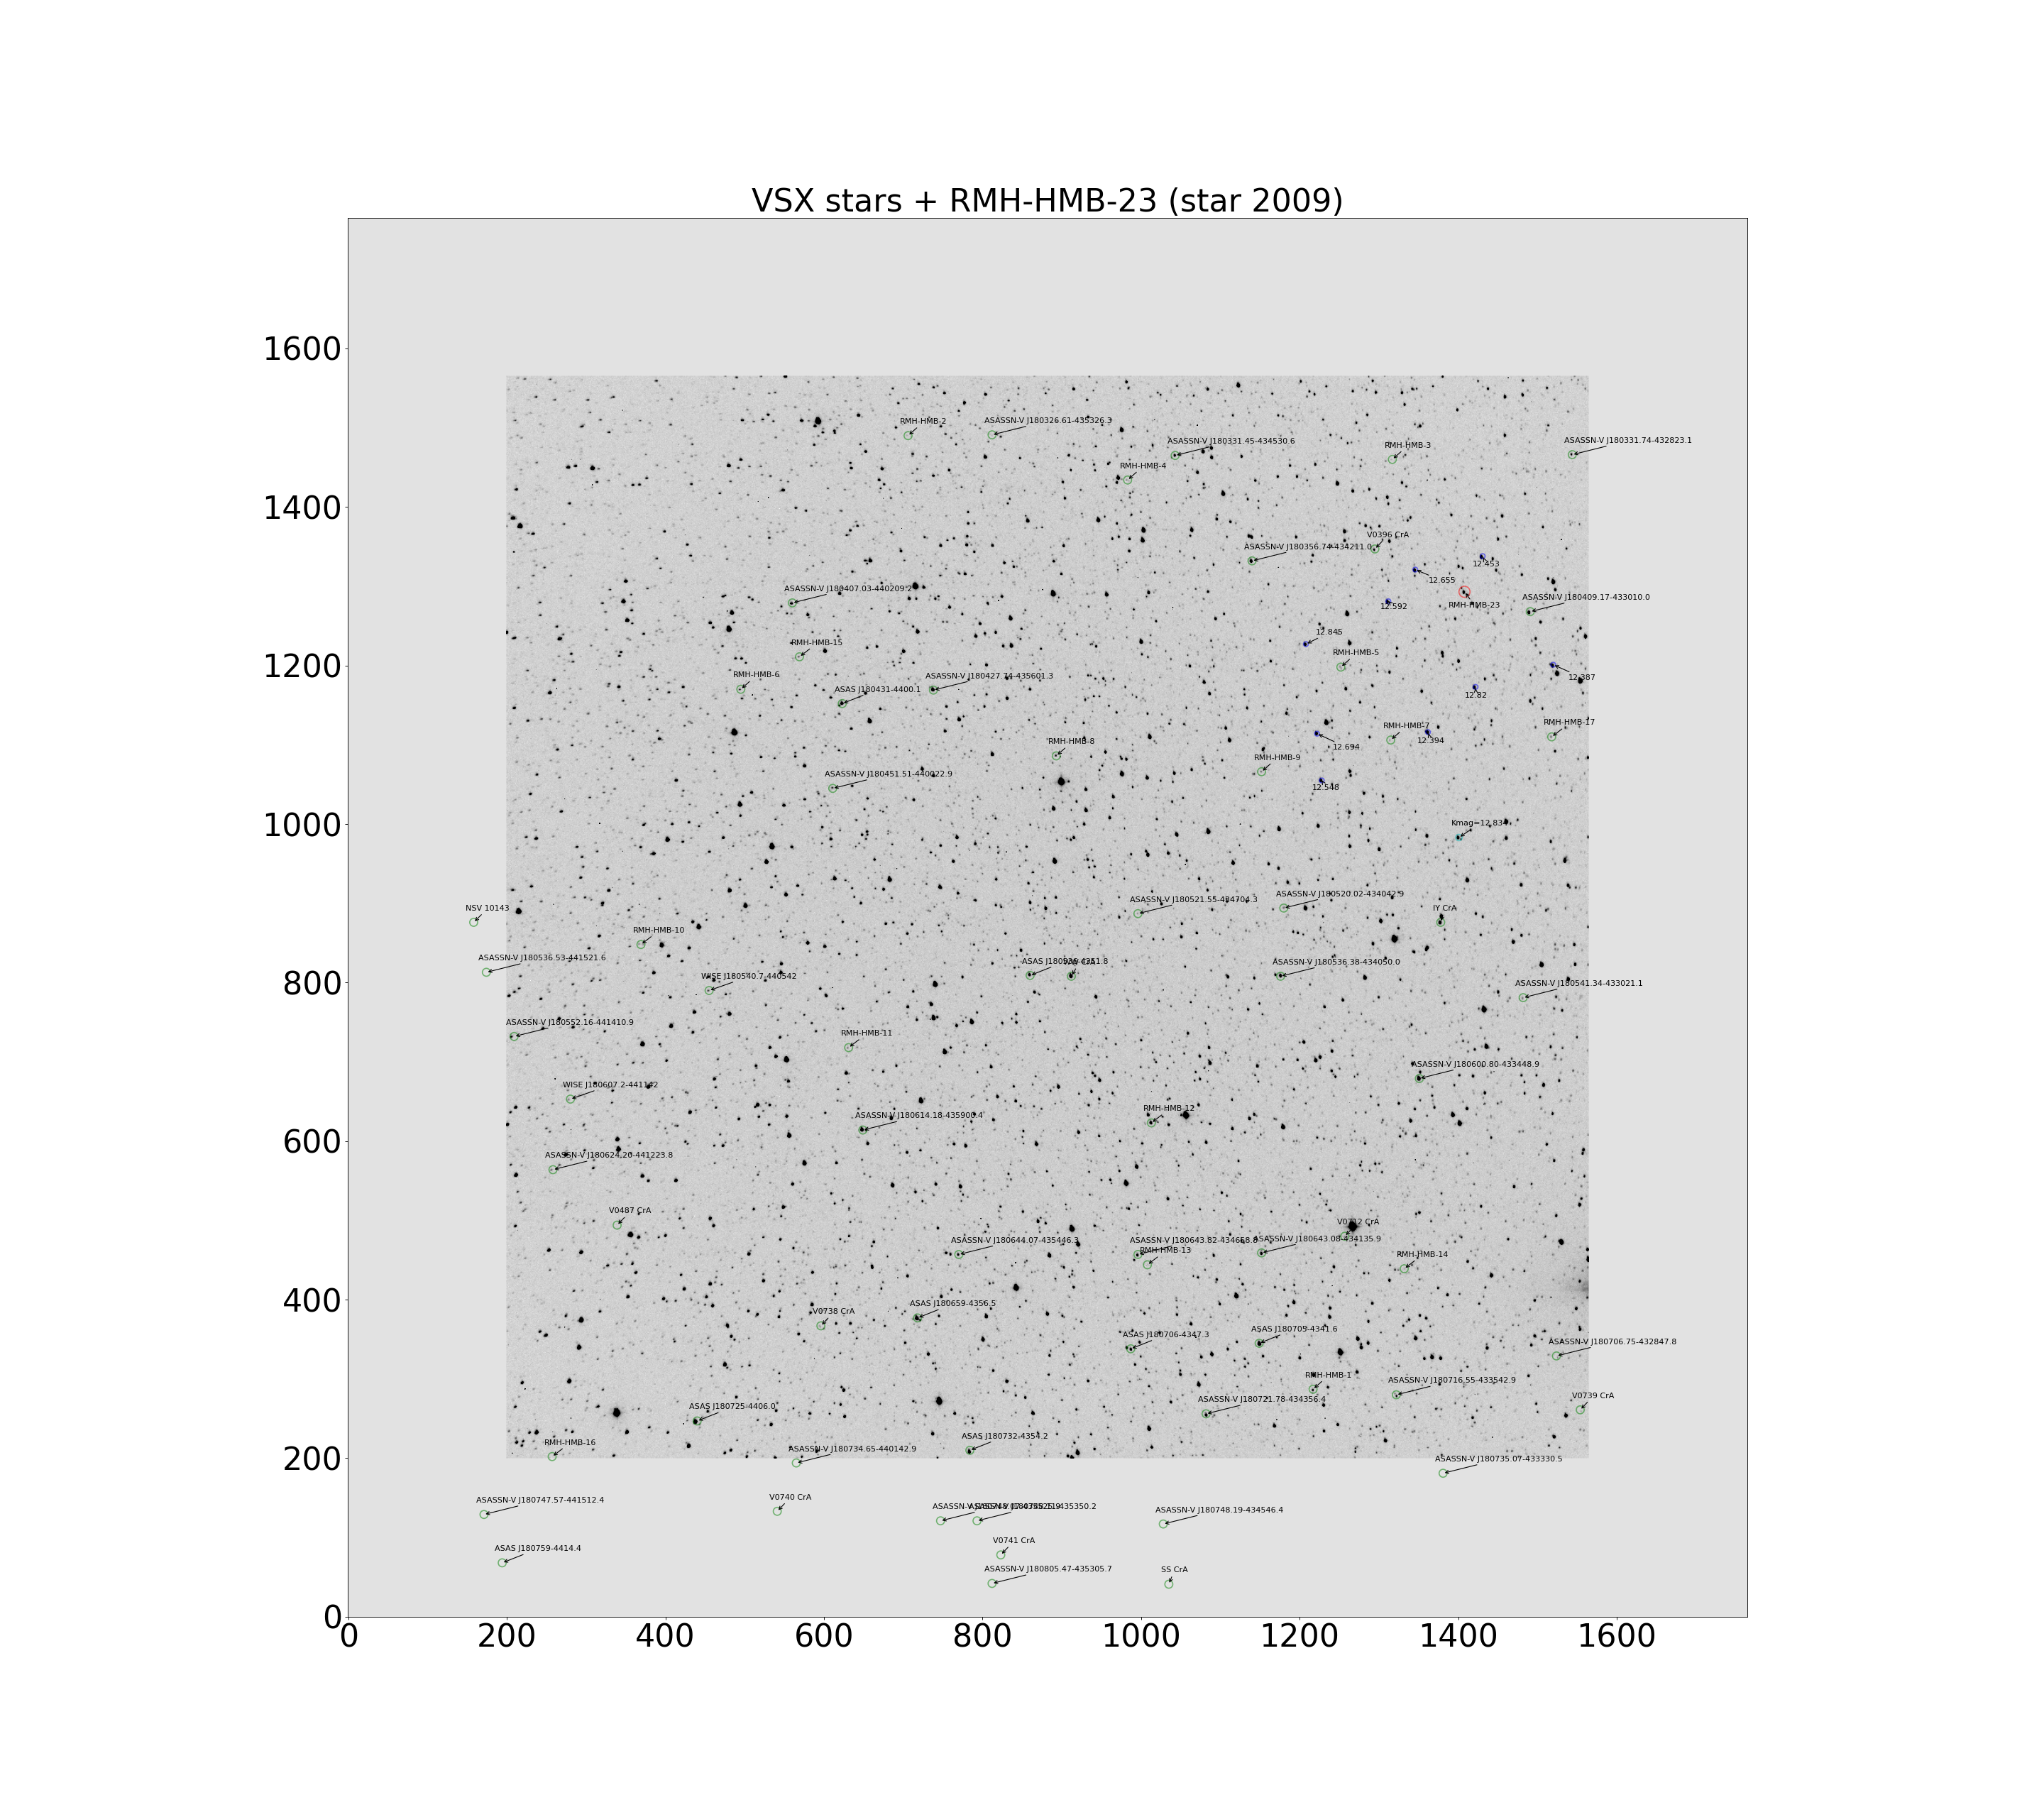 VSX stars + RMH-HMB-23 (star 2009)
1600
RMH-HMB-2
ASASSN-V J180326.61-435326.3
ASASSN-V J180331.45-434530.6
RMH-HMB-3
ASASSN-V J180331.74-432823.1
RMH-HMB-4
1400
V0396 CrA
ASASSN-V J180356.74-434211.0
12.453
12.655
ASASSN-V J180407.03-440209.2
ASASSN-V J180409.17-433010.0
12.592
RMH-HMB-23
12.845
RMH-HMB-15
RMH-HMB-5
1200
RMH-HMB-6
ASASSN-V J180427.74-435601.3
12.387
ASAS J180431-4400.1
12.82
RMH-HMB-17
RMH-HMB-7
RMH-HMB-8
12.394
12.694
RMH-HMB-9
ASASSN-V J180451.51-440022.9
12.548
1000
Kmag=12.834
ASASSN-V J180520.02-434042.9
ASASSN-V J180521.55-434704.3
NSV 10143
IY CrA
RMH-HMB-10
ASASSN-V J180536.53-441521.6
ASASSN-V J180536.38-434050.0
800
WISE J180540.7-440542
ASASSN-V J180541.34-433021.1
ASASSN-V J180552.16-441410.9
RMH-HMB-11
ASASSN-V J180600.80-433448.9
WISE J180607.2-441142
RMH-HMB-12
ASASSN-V J180614.18-435900.4
600
ASASSN-V J180624.20-441223.8
V0487 CrA
ASASSN-V J180644.07-435446.3
ASASSN-V J180643.08-434135.9
RMH-HMB-13
RMH-HMB-14
400
ASAS J180659-4356.5
V0738 CrA
ASAS J180706-4347.3
ASAS J180709-4341.6
ASASSN-V J180706.75-432847.8
RMH-HMB-1
ASASSN-V J180716.55-433542.9
V0739 CrA
ASASSN-V J180721.78-434356.4
ASAS J180725-4406.0
ASAS J180732-4354.2
RMH-HMB-16
ASASSN-V J180734.65-440142.9
200
ASASSN-V J180735.07-433330.5
V0740 CrA
ASASSN-V J180747.57-441512.4
ASASSN-V J180748.19-434546.4
V0741 CrA
ASAS J180759-4414.4
ASASSN-V J180805.47-435305.7
SS CrA
0
0 200 400 600 800 1000 1200 1400 1600